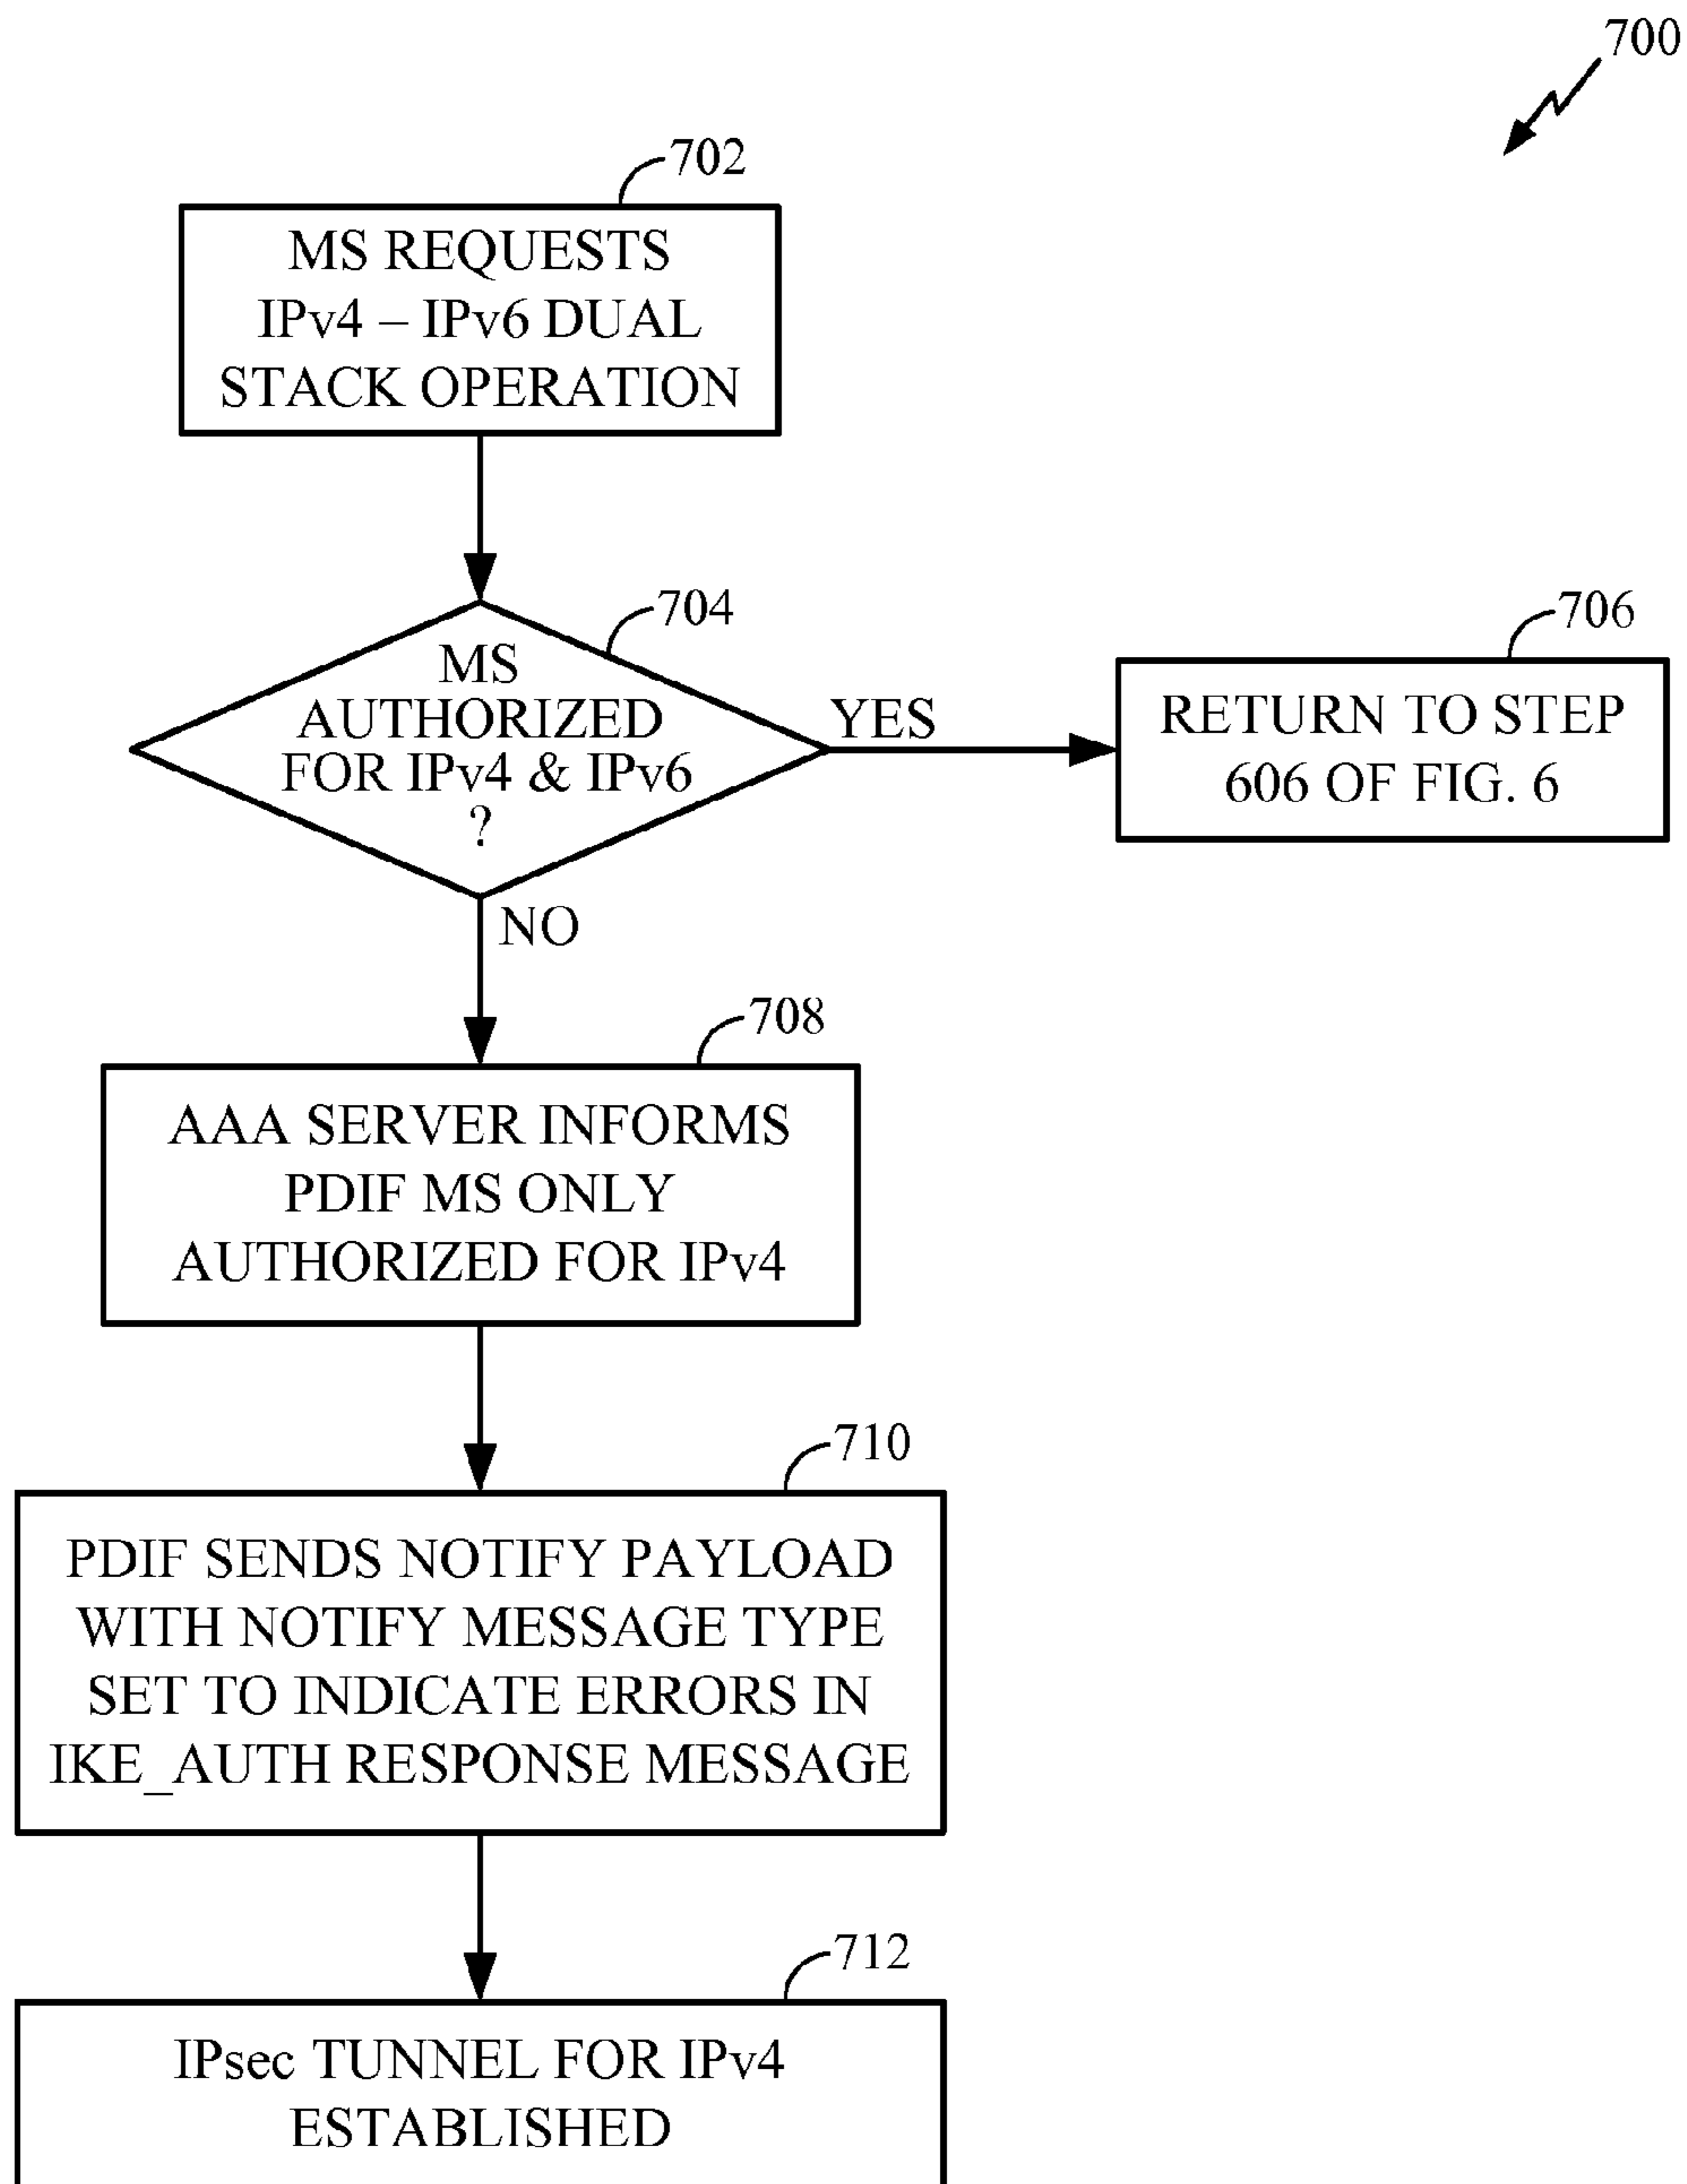 700
702
MS REQUESTS
IPv4 – IPv6 DUAL
STACK OPERATION
704
MS
AUTHORIZED
FOR IPv4 & IPv6
?
YES
706
RETURN TO STEP
606 OF FIG. 6
NO
708
AAA SERVER INFORMS
PDIF MS ONLY
AUTHORIZED FOR IPv4
710
PDIF SENDS NOTIFY PAYLOAD
WITH NOTIFY MESSAGE TYPE
SET TO INDICATE ERRORS IN
IKE_AUTH RESPONSE MESSAGE
712
IPsec TUNNEL FOR IPv4
ESTABLISHED